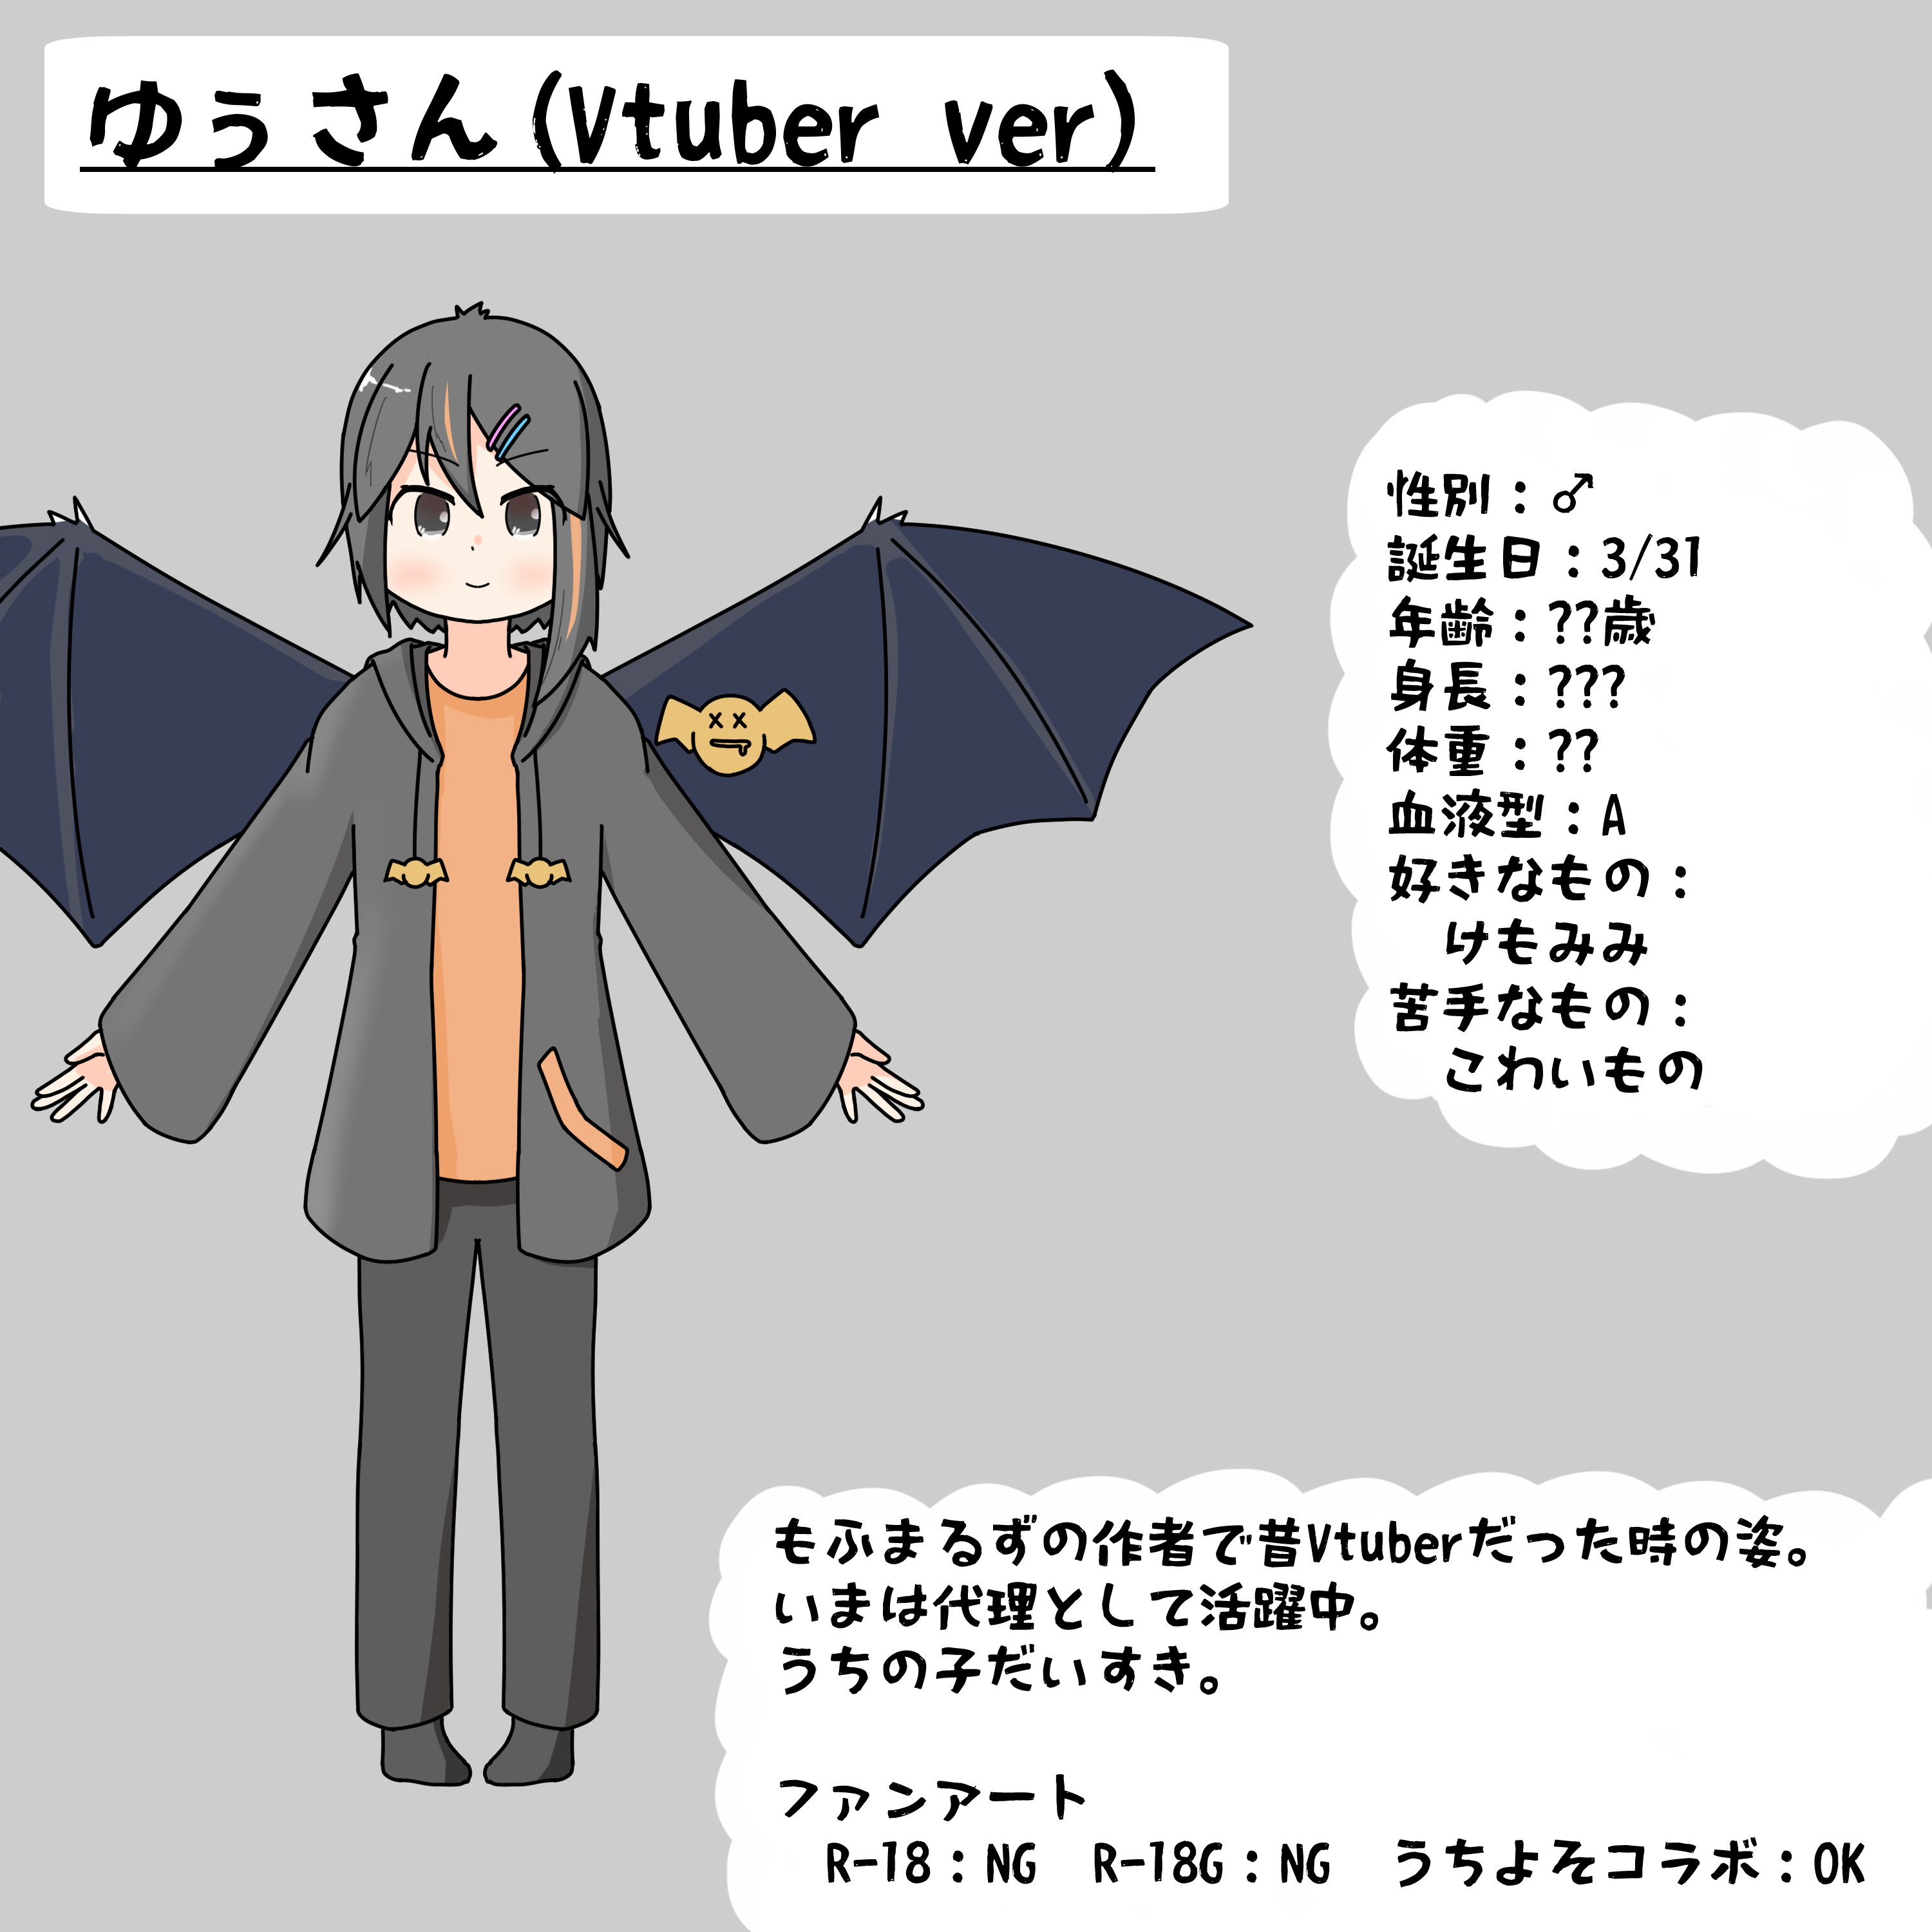 ゆぅさん(Vtuber ver)
性別：♂
誕生日：3/31
年齢：??歳
身長：???
体重：??
血液型：A
好きなもの：
けもみみ
苦手なもの：
こわいもの
もふまるずの作者で昔Vtuberだった時の姿。
いまは代理として活躍中。
うちの子だいすき。
ファンアート
R-18：NG　R-18G：NG　うちよそコラボ：OK